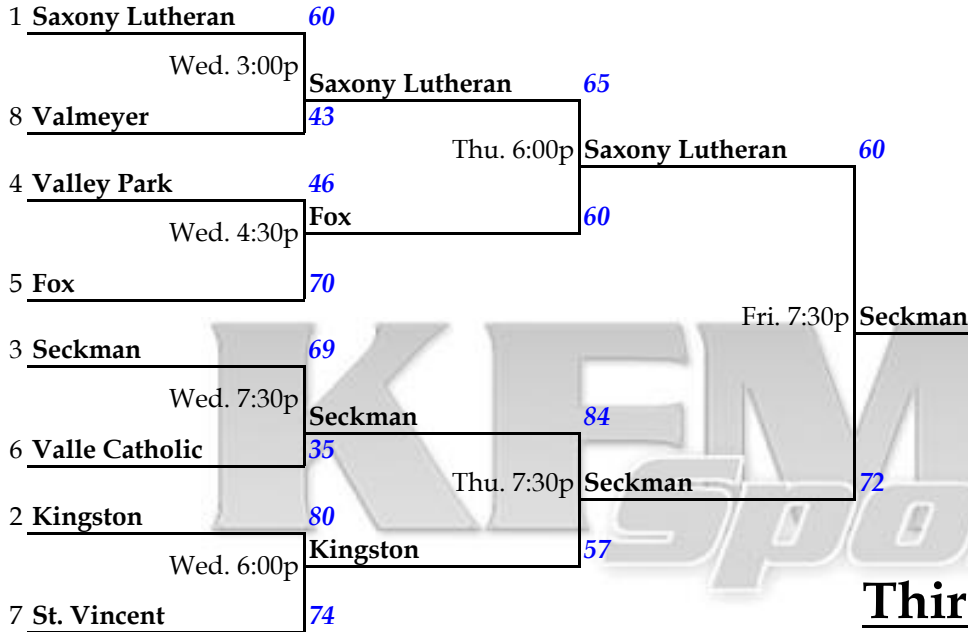 1 Saxony Lutheran 60
Wed. 3:00p
Saxony Lutheran 65
8 Valmeyer 43
Thu. 6:00p Saxony Lutheran 60
4 Valley Park 46
Fox 60
Wed. 4:30p
5 Fox 70
Fri. 7:30p Seckman
3 Seckman 69
Wed. 7:30p
Seckman 84
6 Valle Catholic 35
Thu. 7:30p Seckman 72
2 Kingston 80
Kingston 57
Wed. 6:00p
7 St. Vincent 74